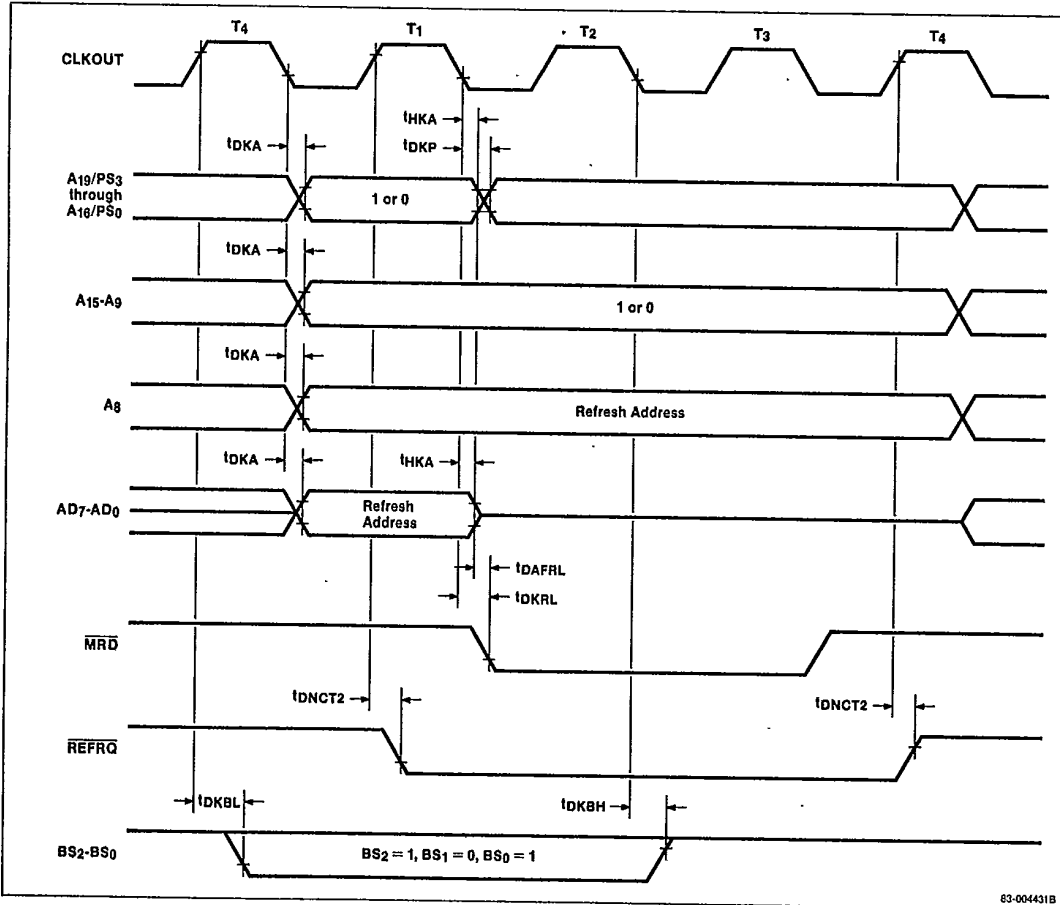 T4 T1 T2 T3 T4
CLKOUT
tHKA
tDKA
tDKP
A19/PS3
through
A16/PS0
1 or 0
tDKA
A15-A9
1 or 0
tDKA
A8
Refresh Address
tDKA
tHKA
AD7-AD0
Refresh
Address
tDAFRL
tDKRL
MRD
tDNCT2
tDNCT2
REFRQ
tDKBL
tDKBH
BS2-BS0
BS2 = 1, BS1 = 0, BS0 = 1
83-004431B